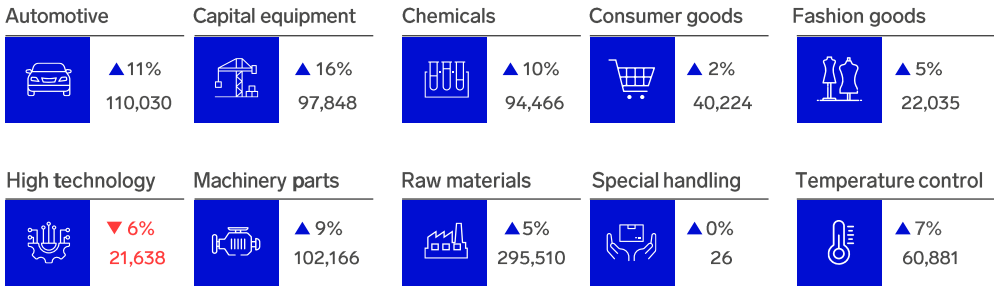 Automotive
▲11%
110,030
Capital equipment
▲16%
97,848
Chemicals
▲10%
94,466
Consumer goods
▲2%
40,224
Fashion goods
▲5%
22,035
High technology
▼6%
21,638
Machinery parts
▲9%
102,166
Raw materials
▲5%
295,510
Special handling
▲0%
26
Temperature control
▲7%
60,881